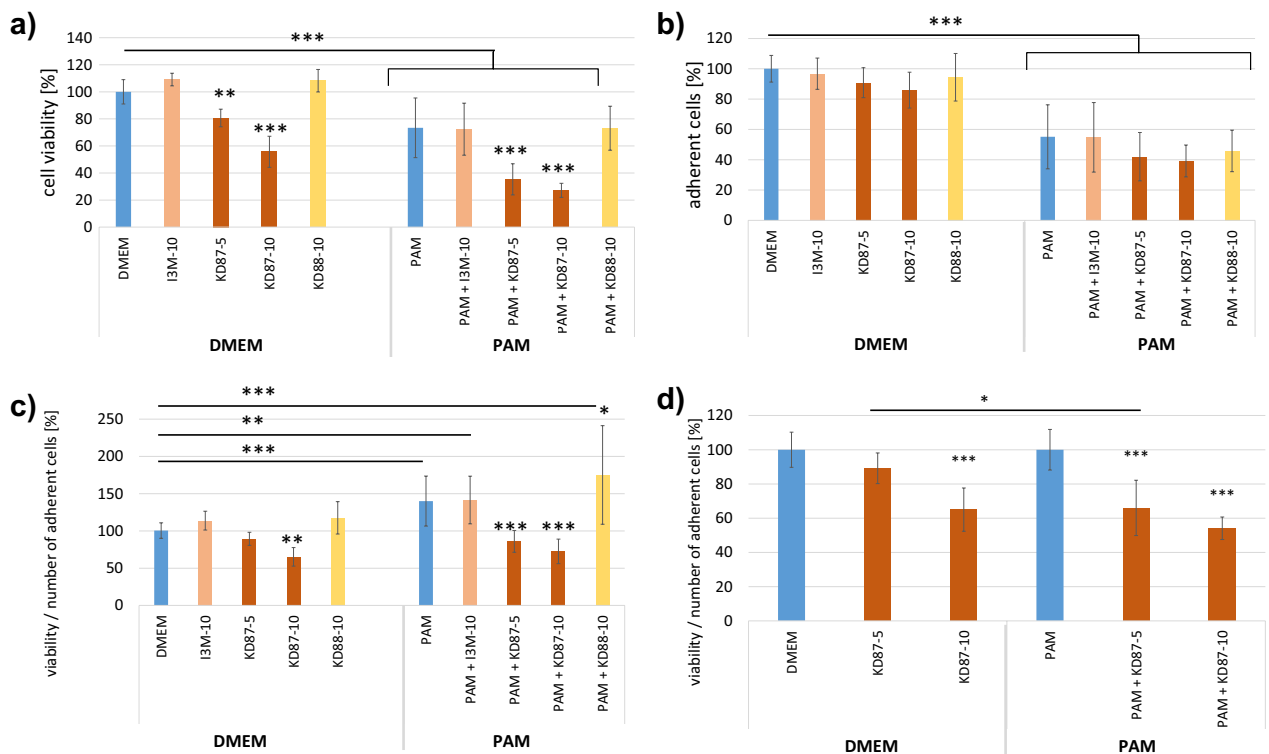 a)
***
cell viability [%]
140
120
100
80
60
40
20
0
**
***
***
***
DMEM
I3M-10
KD87-5
KD87-10
KD88-10
PAM
PAM + I3M-10
PAM + KD87-5
PAM + KD87-10
PAM + KD88-10
DMEM
PAM
b)
***
adherent cells [%]
120
100
80
60
40
20
0
DMEM
I3M-10
KD87-5
KD87-10
KD88-10
PAM
PAM + I3M-10
PAM + KD87-5
PAM + KD87-10
PAM + KD88-10
DMEM
PAM
c)
***
**
***
*
viability / number of adherent cells [%]
250
200
150
100
50
0
**
***
***
DMEM
I3M-10
KD87-5
KD87-10
KD88-10
PAM
PAM + I3M-10
PAM + KD87-5
PAM + KD87-10
PAM + KD88-10
DMEM
PAM
d)
*
viability / number of adherent cells [%]
120
100
80
60
40
20
0
***
***
***
DMEM
KD87-5
KD87-10
PAM
PAM + KD87-5
PAM + KD87-10
DMEM
PAM